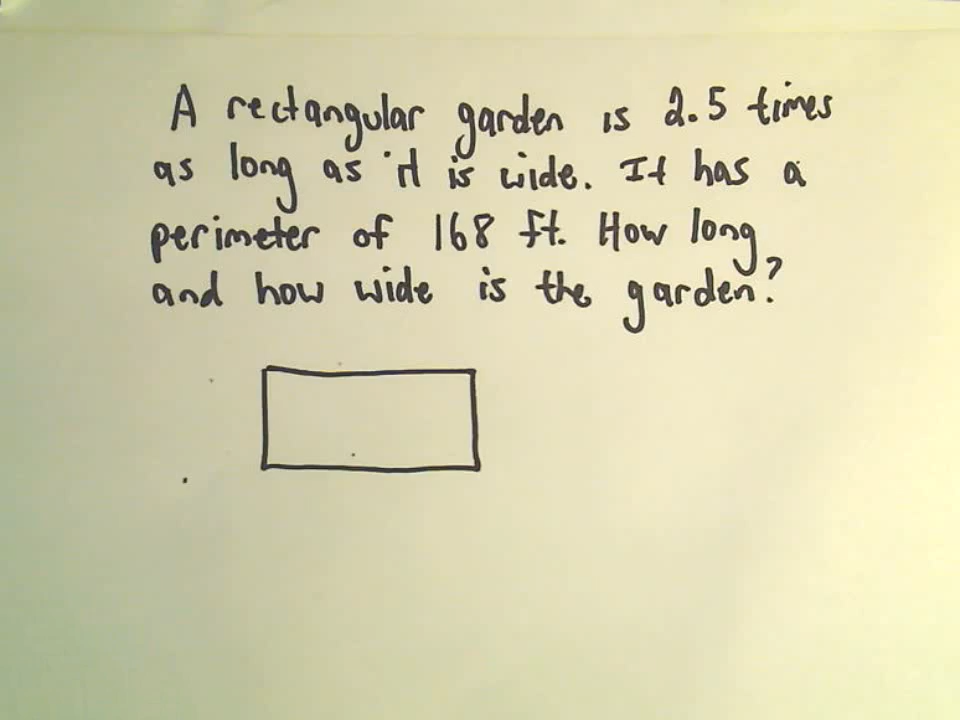 A rectangular garden is 2.5 times
as long as it is wide. It has a
perimeter of 168 ft. How long
and how wide is the garden?